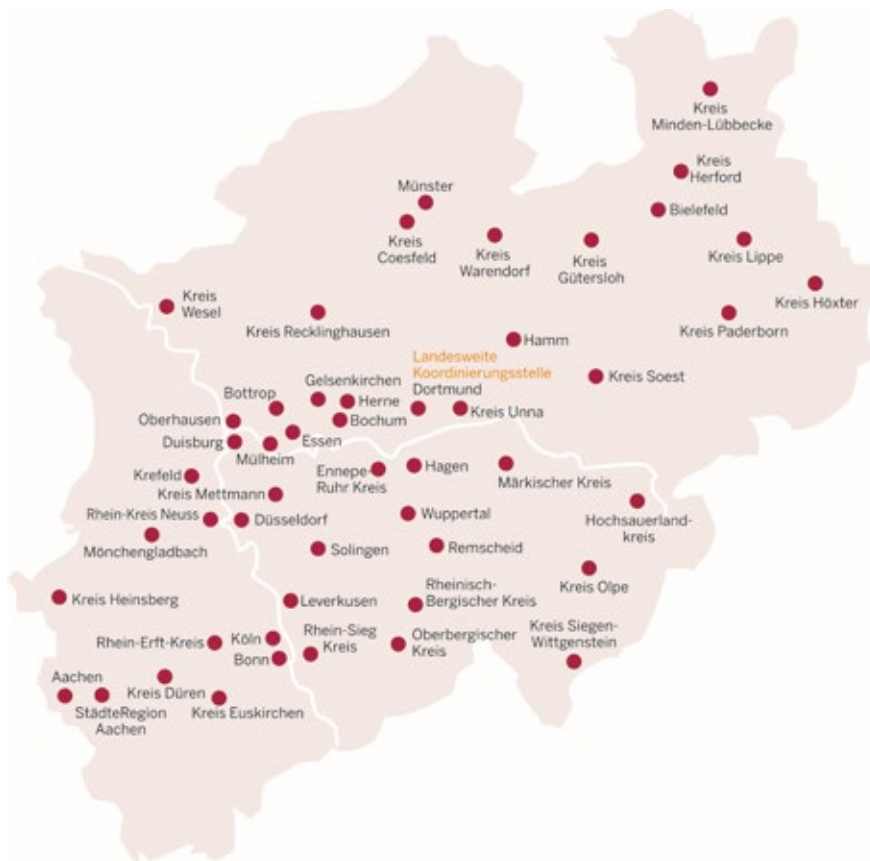 Kreis
Minden-Lübbecke
Kreis
Herford
Münster
Bielefeld
Kreis
Coesfeld
Kreis
Warendorf
Kreis
Gütersloh
Kreis Lippe
Kreis Höxter
Kreis
Wesel
Kreis Recklinghausen
Kreis Paderborn
Hamm
Landesweite
Koordinierungsstelle
Dortmund
Kreis Soest
Gelsenkirchen
Bottrop
Herne
Kreis Unna
Oberhausen
Bochum
Duisburg
Essen
Mülheim
Krefeld
Ennepe-
Ruhr Kreis
Hagen
Märkischer Kreis
Kreis Mettmann
Rhein-Kreis Neuss
Düsseldorf
Wuppertal
Hochsauerland-
kreis
Mönchengladbach
Solingen
Remscheid
Kreis Olpe
Kreis Heinsberg
Leverkusen
Rheinisch-
Bergischer Kreis
Kreis Siegen-
Wittgenstein
Rhein-Erft-Kreis
Köln
Rhein-Sieg
Kreis
Oberbergischer
Kreis
Bonn
Aachen
Kreis Düren
StädteRegion
Aachen
Kreis Euskirchen